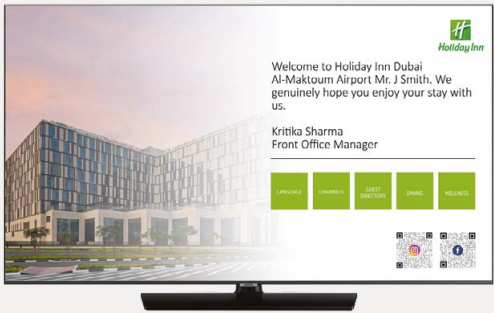 Holiday Inn
Welcome to Holiday Inn Dubai
Al-Maktoum Airport Mr. J Smith. We
genuinely hope you enjoy your stay with
us.
Kritika Sharma
Front Office Manager
LANGUAGE
CHANNELS
GUEST
DIRECTORY
DINING
WELLNESS